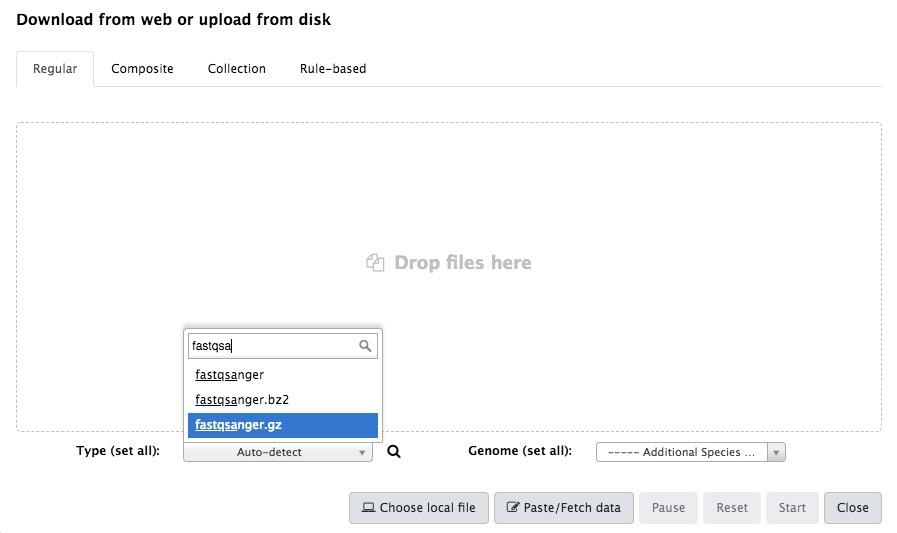 Download from web or upload from disk
Regular Composite Collection Rule-based
Drop files here
fastqsa
fastqsanger
fastqsanger.bz2
fastqsanger.gz
Type (set all): Auto-detect Genome (set all): ----- Additional Species ...
Choose local file Paste/Fetch data Pause Reset Start Close